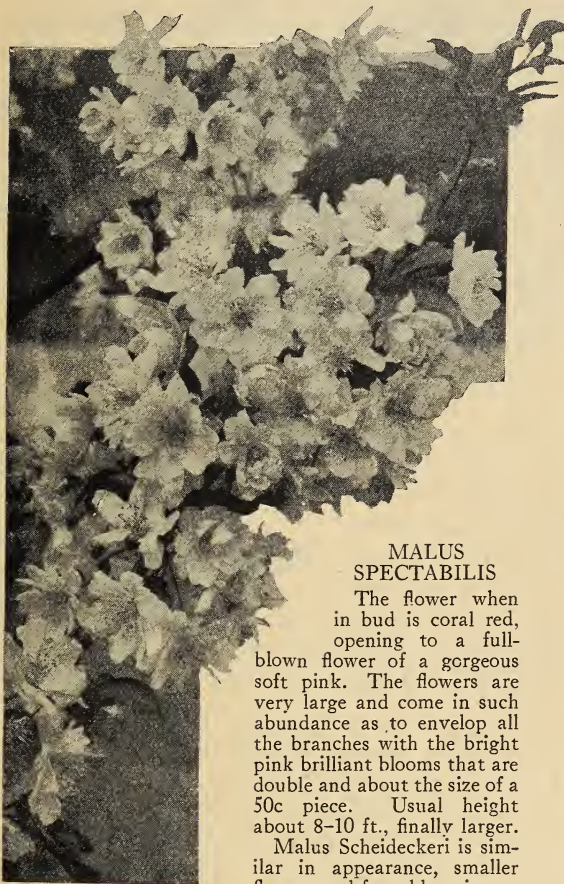 MALUS
SPECTABILIS
The flower when
in bud is coral red,
opening to a full-
blown flower of a gorgeous
soft pink. The flowers are
very large and come in such
abundance as to envelop all
the branches with the bright
pink brilliant blooms that are
double and about the size of a
50c piece. Usual height
about 8–10 ft., finally larger.
Malus Scheideckeri is sim-
ilar in appearance, smaller